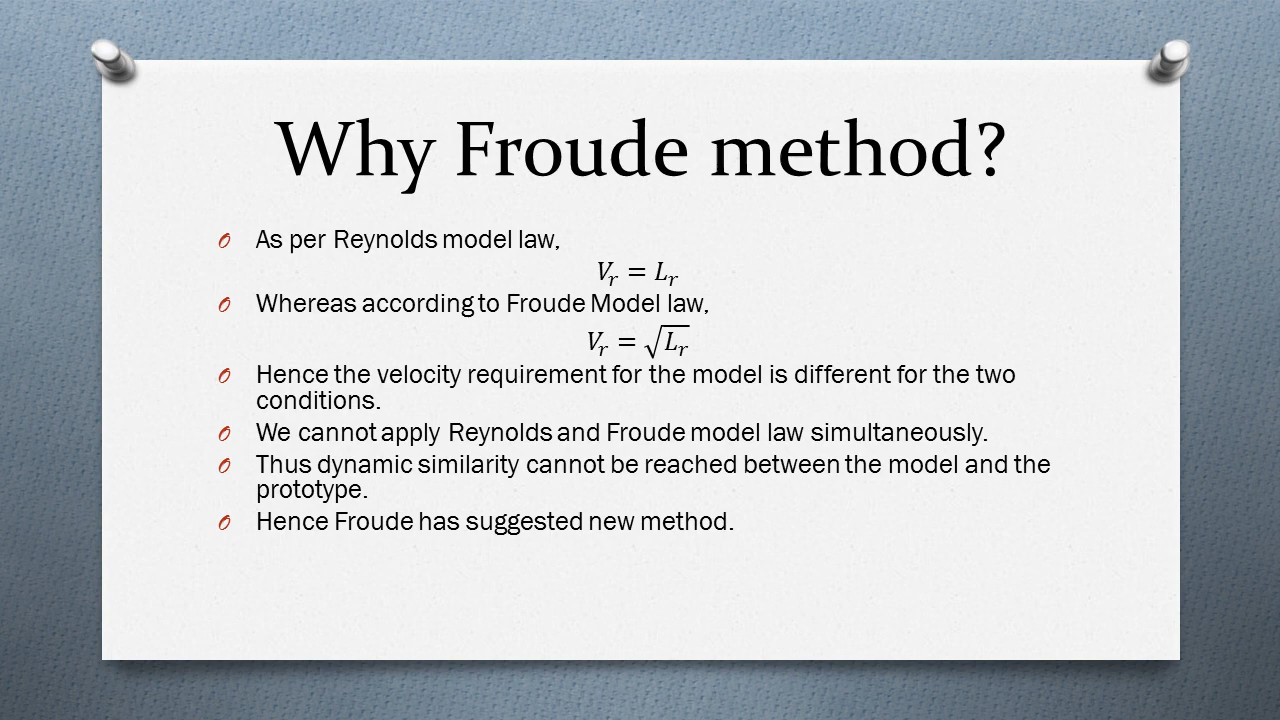 Why Froude method?
As per Reynolds model law,
V_r = L_r
Whereas according to Froude Model law,
V_r = √L_r
Hence the velocity requirement for the model is different for the two
conditions.
We cannot apply Reynolds and Froude model law simultaneously.
Thus dynamic similarity cannot be reached between the model and the
prototype.
Hence Froude has suggested new method.